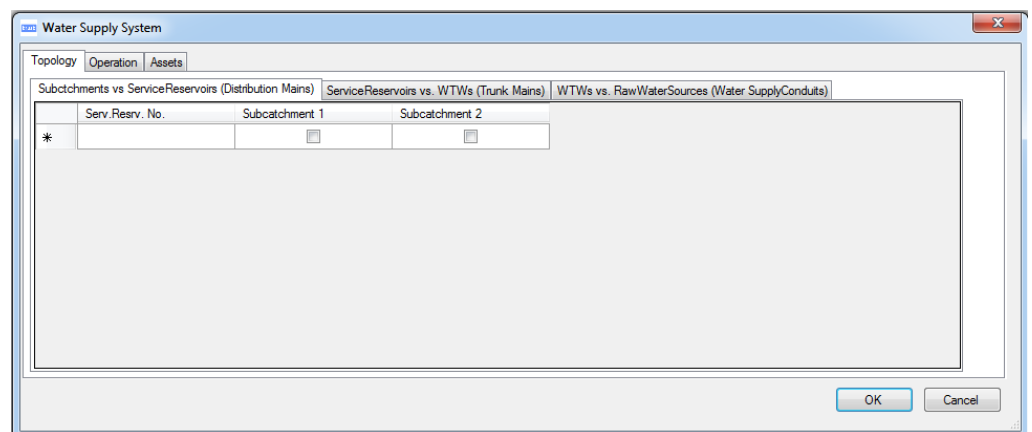 Water Supply System
Topology Operation Assets
Subctchments vs ServiceReservoirs (Distribution Mains) ServiceReservoirs vs. WTWs (Trunk Mains) WTWs vs. RawWaterSources (Water SupplyConduits)
Serv.Resrv. No. Subcatchment 1 Subcatchment 2
*
OK Cancel